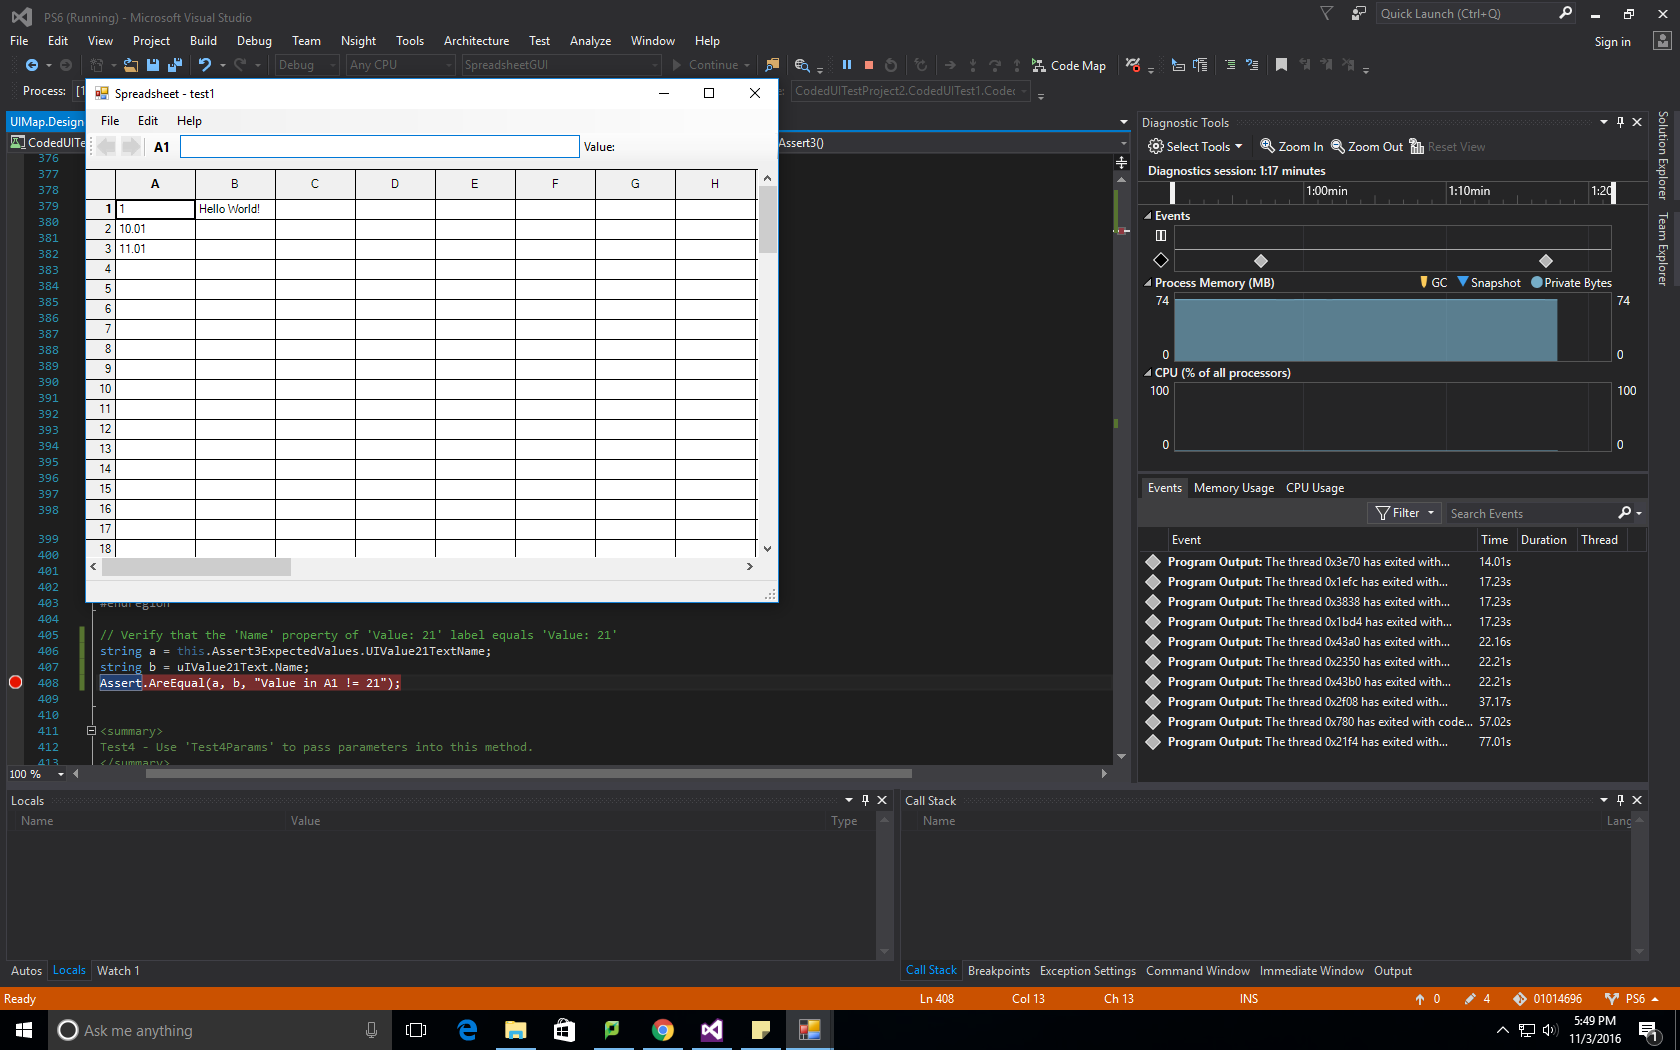 PS6 (Running) - Microsoft Visual Studio
Quick Launch (Ctrl+Q)
File Edit View Project Build Debug Team Nsight Tools Architecture Test Analyze Window Help
Sign in
Debug Any CPU SpreadsheetGUI Continue Code Map
Process: [1
CodedUITestProject2.CodedUITest1.Codec
UIMap.Design
CodedUITe
Assert3()
Spreadsheet - test1
File Edit Help
A1 Value:
A B C D E F G H
1 1 Hello World!
2 10.01
3 11.01
4
5
6
7
8
9
10
11
12
13
14
15
16
17
18
376
377
378
379
380
381
382
383
384
385
386
387
388
389
390
391
392
393
394
395
396
397
398
399
400
401
402
403 #endregion
404
405 // Verify that the 'Name' property of 'Value: 21' label equals 'Value: 21'
406 string a = this.Assert3ExpectedValues.UIValue21TextName;
407 string b = uIValue21Text.Name;
408 Assert.AreEqual(a, b, "Value in A1 != 21");
409
410
411 <summary>
412 Test4 - Use 'Test4Params' to pass parameters into this method.
413 </summary>
100 %
Diagnostic Tools
Select Tools Zoom In Zoom Out Reset View
Diagnostics session: 1:17 minutes
1:00min 1:10min 1:20
Events
Process Memory (MB) GC Snapshot Private Bytes
74 74
0 0
CPU (% of all processors)
100 100
0 0
Events Memory Usage CPU Usage
Filter Search Events
Event Time Duration Thread
Program Output: The thread 0x3e70 has exited with... 14.01s
Program Output: The thread 0x1efc has exited with... 17.23s
Program Output: The thread 0x3838 has exited with... 17.23s
Program Output: The thread 0x1bd4 has exited with... 17.23s
Program Output: The thread 0x43a0 has exited with... 22.16s
Program Output: The thread 0x2350 has exited with... 22.21s
Program Output: The thread 0x43b0 has exited with... 22.21s
Program Output: The thread 0x2f08 has exited with... 37.17s
Program Output: The thread 0x780 has exited with code... 57.02s
Program Output: The thread 0x21f4 has exited with... 77.01s
Solution Explorer
Team Explorer
Locals
Name Value Type
Call Stack
Name Lang
Autos Locals Watch 1
Call Stack Breakpoints Exception Settings Command Window Immediate Window Output
Ready Ln 408 Col 13 Ch 13 INS 0 4 01014696 PS6
Ask me anything
5:49 PM
11/3/2016
1